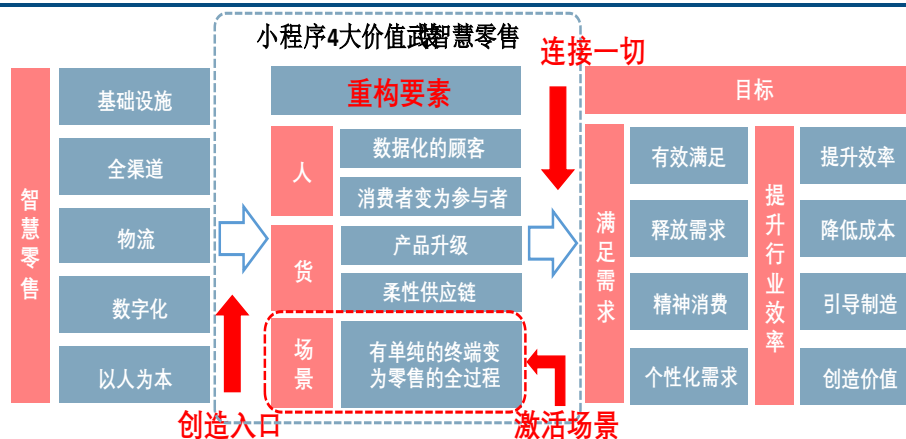 小程序4大价值武装智慧零售
连接一切
重构要素
目标
智慧零售
基础设施
全渠道
物流
数字化
以人为本
人
数据化的顾客
消费者变为参与者
货
产品升级
柔性供应链
场景
有单纯的终端变
为零售的全过程
满足需求
有效满足
释放需求
精神消费
个性化需求
提升行业效率
提升效率
降低成本
引导制造
创造价值
创造入口
激活场景